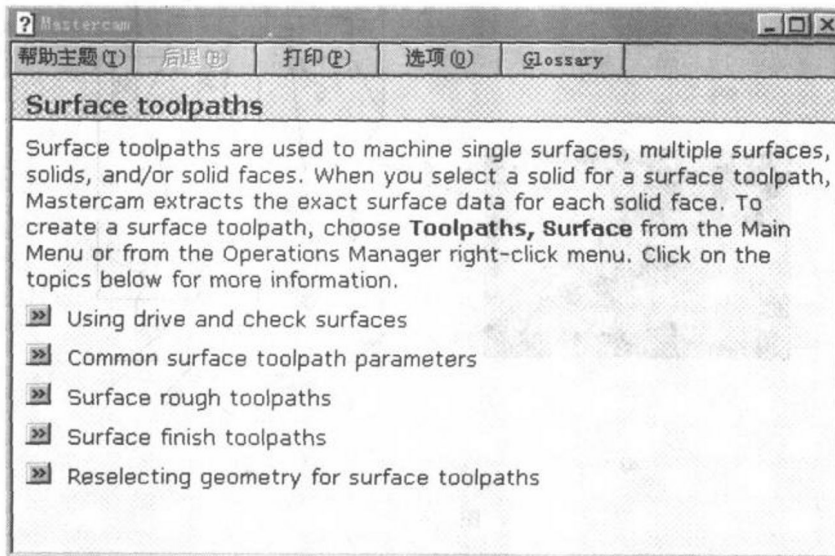 Mastercam
帮助主题(T) 后退(B) 打印(P) 选项(O) Glossary
Surface toolpaths
Surface toolpaths are used to machine single surfaces, multiple surfaces,
solids, and/or solid faces. When you select a solid for a surface toolpath,
Mastercam extracts the exact surface data for each solid face. To
create a surface toolpath, choose Toolpaths, Surface from the Main
Menu or from the Operations Manager right-click menu. Click on the
topics below for more information.
Using drive and check surfaces
Common surface toolpath parameters
Surface rough toolpaths
Surface finish toolpaths
Reselecting geometry for surface toolpaths